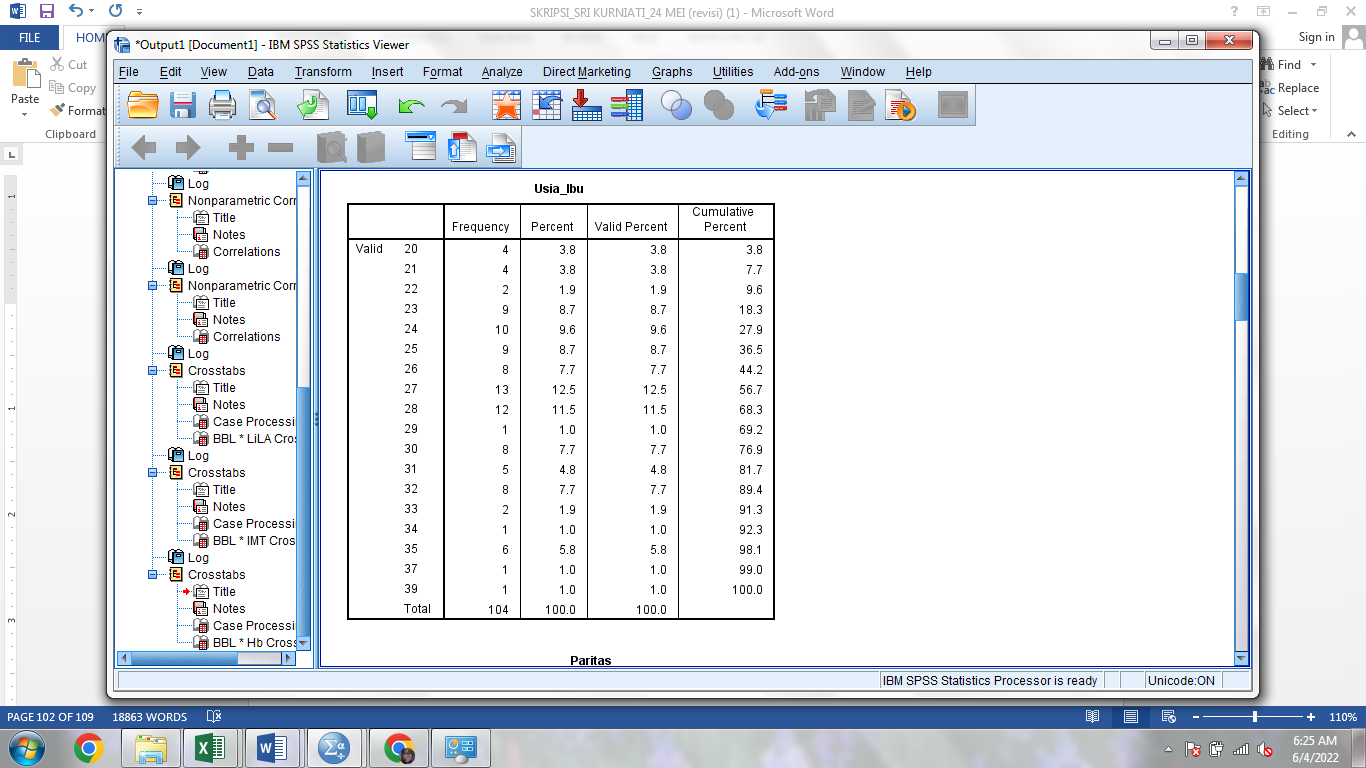 SKRIPSI_SRI KURNIATI_24 MEI (revisi) (1) - Microsoft Word
FILE
HOM
Sign in
Cut
Copy
Format
Paste
Clipboard
Find
Replace
Select
Editing
*Output1 [Document1] - IBM SPSS Statistics Viewer
File Edit View Data Transform Insert Format Analyze Direct Marketing Graphs Utilities Add-ons Window Help
Log
Nonparametric Corr
Title
Notes
Correlations
Log
Nonparametric Corr
Title
Notes
Correlations
Log
Crosstabs
Title
Notes
Case Processi
BBL * LiLA Cros
Log
Crosstabs
Title
Notes
Case Processi
BBL * IMT Cros
Log
Crosstabs
Title
Notes
Case Processi
BBL * Hb Cross
Usia_Ibu
Frequency Percent Valid Percent Cumulative Percent
Valid 20 4 3.8 3.8 3.8
21 4 3.8 3.8 7.7
22 2 1.9 1.9 9.6
23 9 8.7 8.7 18.3
24 10 9.6 9.6 27.9
25 9 8.7 8.7 36.5
26 8 7.7 7.7 44.2
27 13 12.5 12.5 56.7
28 12 11.5 11.5 68.3
29 1 1.0 1.0 69.2
30 8 7.7 7.7 76.9
31 5 4.8 4.8 81.7
32 8 7.7 7.7 89.4
33 2 1.9 1.9 91.3
34 1 1.0 1.0 92.3
35 6 5.8 5.8 98.1
37 1 1.0 1.0 99.0
39 1 1.0 1.0 100.0
Total 104 100.0 100.0
Paritas
IBM SPSS Statistics Processor is ready
Unicode:ON
PAGE 102 OF 109 18863 WORDS
110%
6:25 AM
6/4/2022